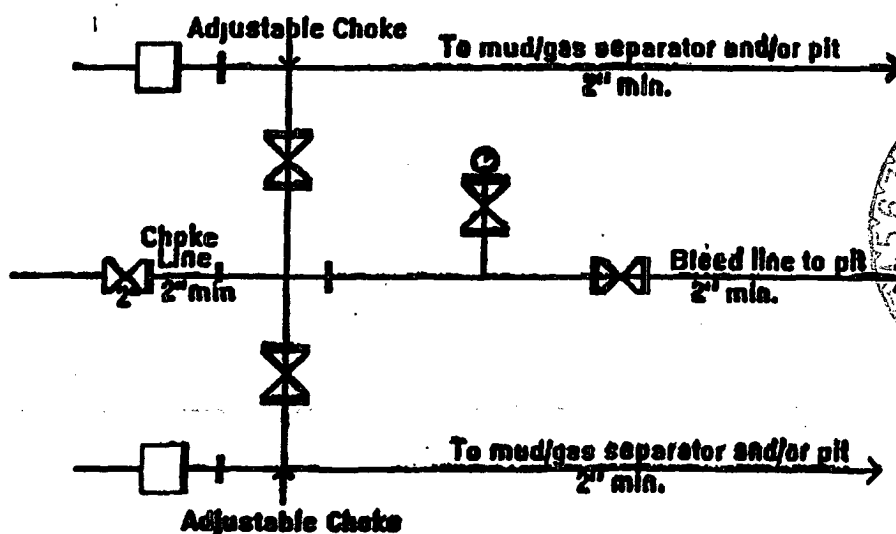 Adjustable Choke
To mud/gas separator and/or pit
2" min.
Choke
Line
2
2" min
Bleed line to pit
2" min.
To mud/gas separator and/or pit
2" min.
Adjustable Choke